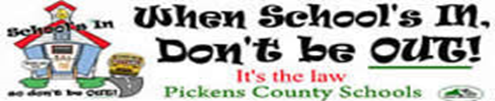 School's In
so don't be OUT!
When School's In,
Don't be OUT!
It's the law
Pickens County Schools